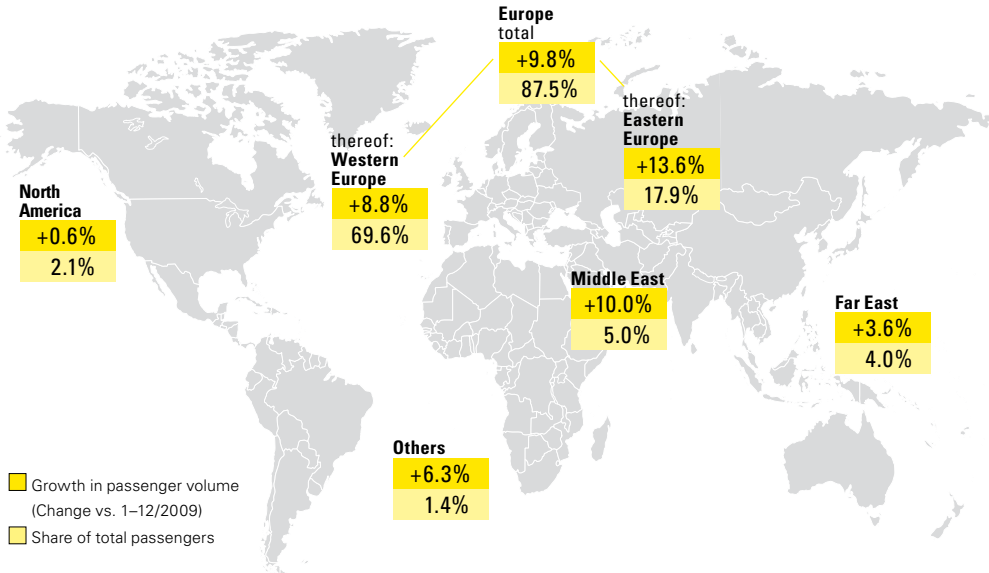 Europe
total
+9.8%
87.5%
thereof:
Eastern
Europe
+13.6%
17.9%
thereof:
Western
Europe
+8.8%
69.6%
North
America
+0.6%
2.1%
Middle East
+10.0%
5.0%
Far East
+3.6%
4.0%
Others
+6.3%
1.4%
Growth in passenger volume
(Change vs. 1–12/2009)
Share of total passengers